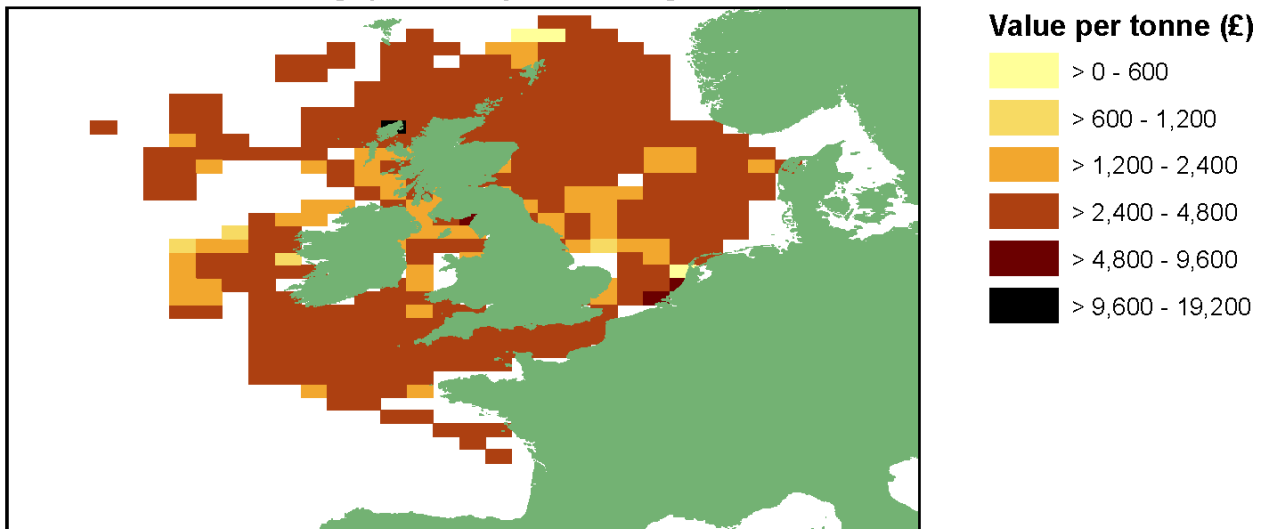 Value per tonne (£)
> 0 - 600
> 600 - 1,200
> 1,200 - 2,400
> 2,400 - 4,800
> 4,800 - 9,600
> 9,600 - 19,200